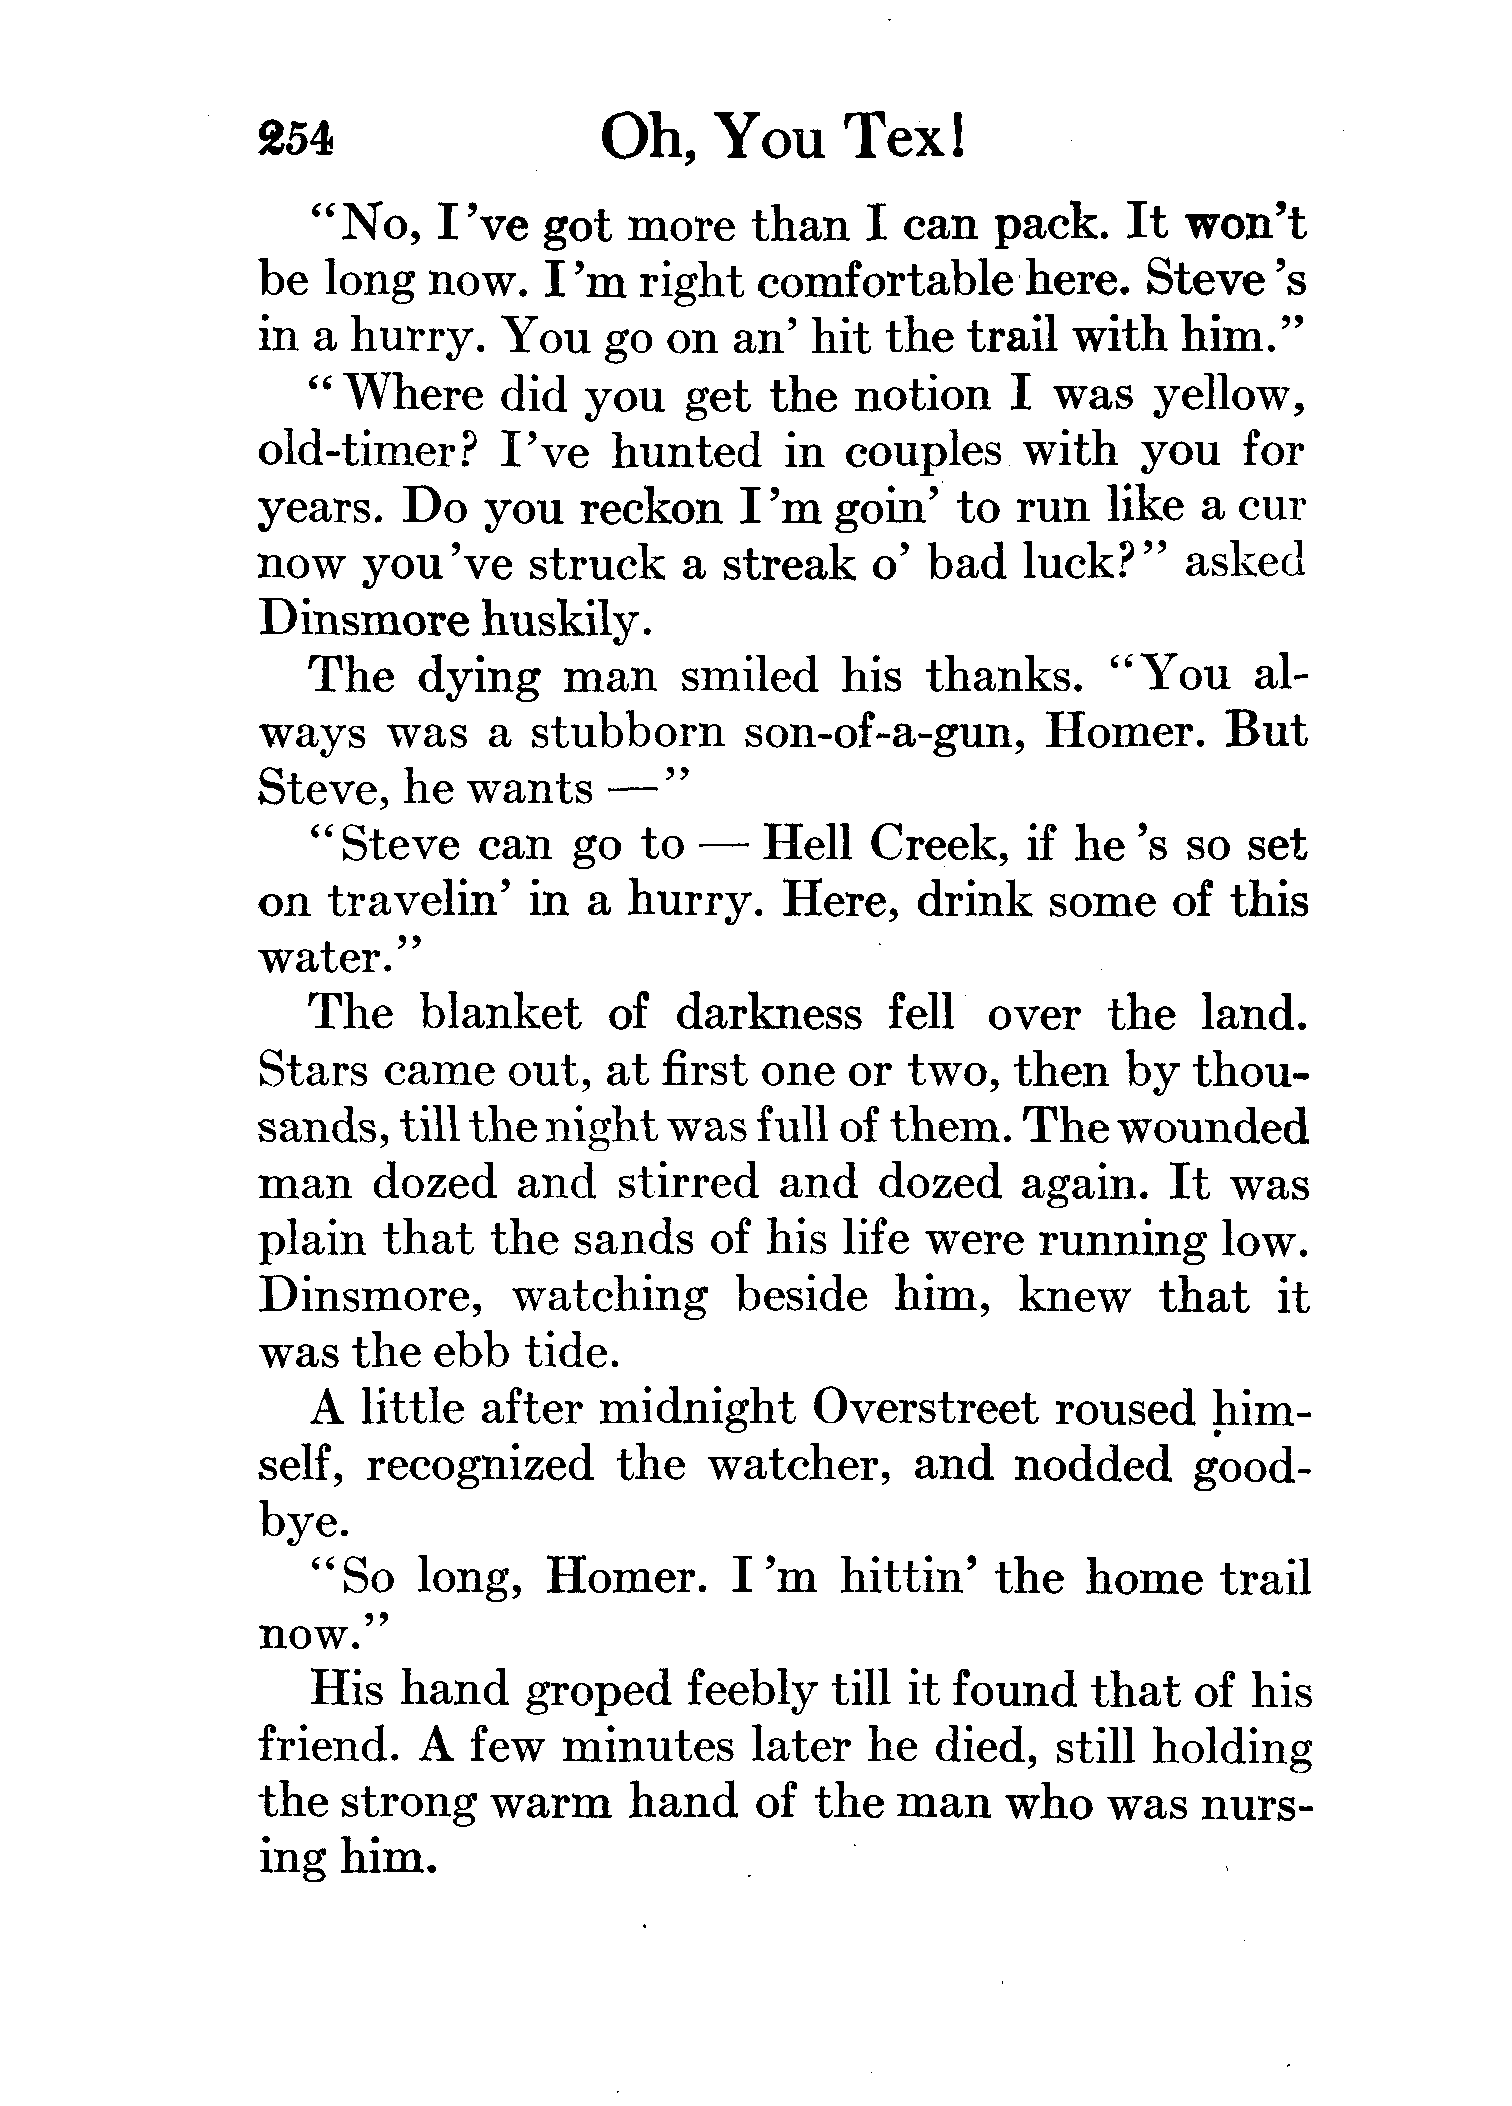 254 Oh, You Tex!
“No, I’ve got more than I can pack. It won’t
be long now. I’m right comfortable here. Steve’s
in a hurry. You go on an’ hit the trail with him.”
“Where did you get the notion I was yellow,
old-timer? I’ve hunted in couples with you for
years. Do you reckon I’m goin’ to run like a cur
now you’ve struck a streak o’ bad luck?” asked
Dinsmore huskily.
The dying man smiled his thanks. “You al-
ways was a stubborn son-of-a-gun, Homer. But
Steve, he wants —”
“Steve can go to — Hell Creek, if he’s so set
on travelin’ in a hurry. Here, drink some of this
water.”
The blanket of darkness fell over the land.
Stars came out, at first one or two, then by thou-
sands, till the night was full of them. The wounded
man dozed and stirred and dozed again. It was
plain that the sands of his life were running low.
Dinsmore, watching beside him, knew that it
was the ebb tide.
A little after midnight Overstreet roused him-
self, recognized the watcher, and nodded good-
bye.
“So long, Homer. I’m hittin’ the home trail
now.”
His hand groped feebly till it found that of his
friend. A few minutes later he died, still holding
the strong warm hand of the man who was nurs-
ing him.